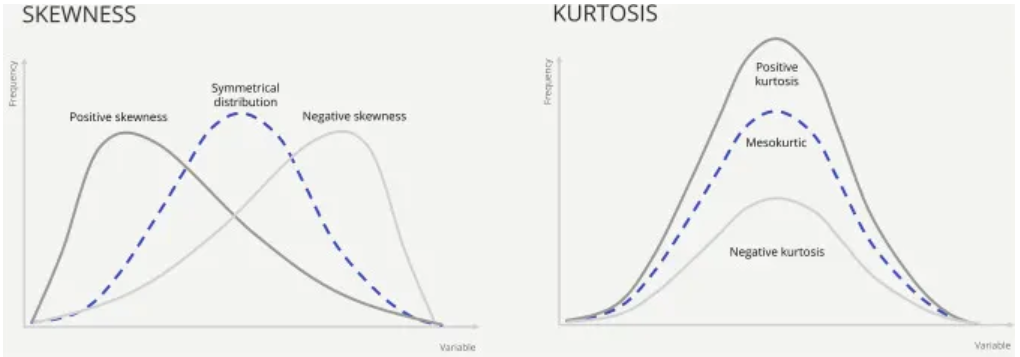 SKEWNESS
Frequency
Symmetrical
distribution
Positive skewness
Negative skewness
Variable
KURTOSIS
Frequency
Positive
kurtosis
Mesokurtic
Negative kurtosis
Variable